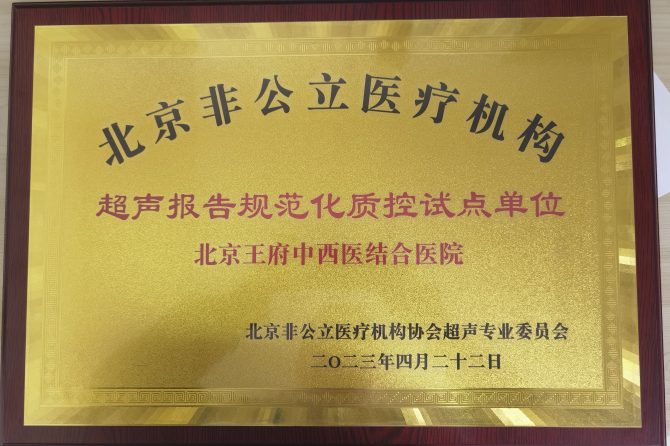 北京非公立医疗机构
超声报告规范化质控试点单位
北京王府中西医结合医院
北京非公立医疗机构协会超声专业委员会
二〇二三年四月二十二日